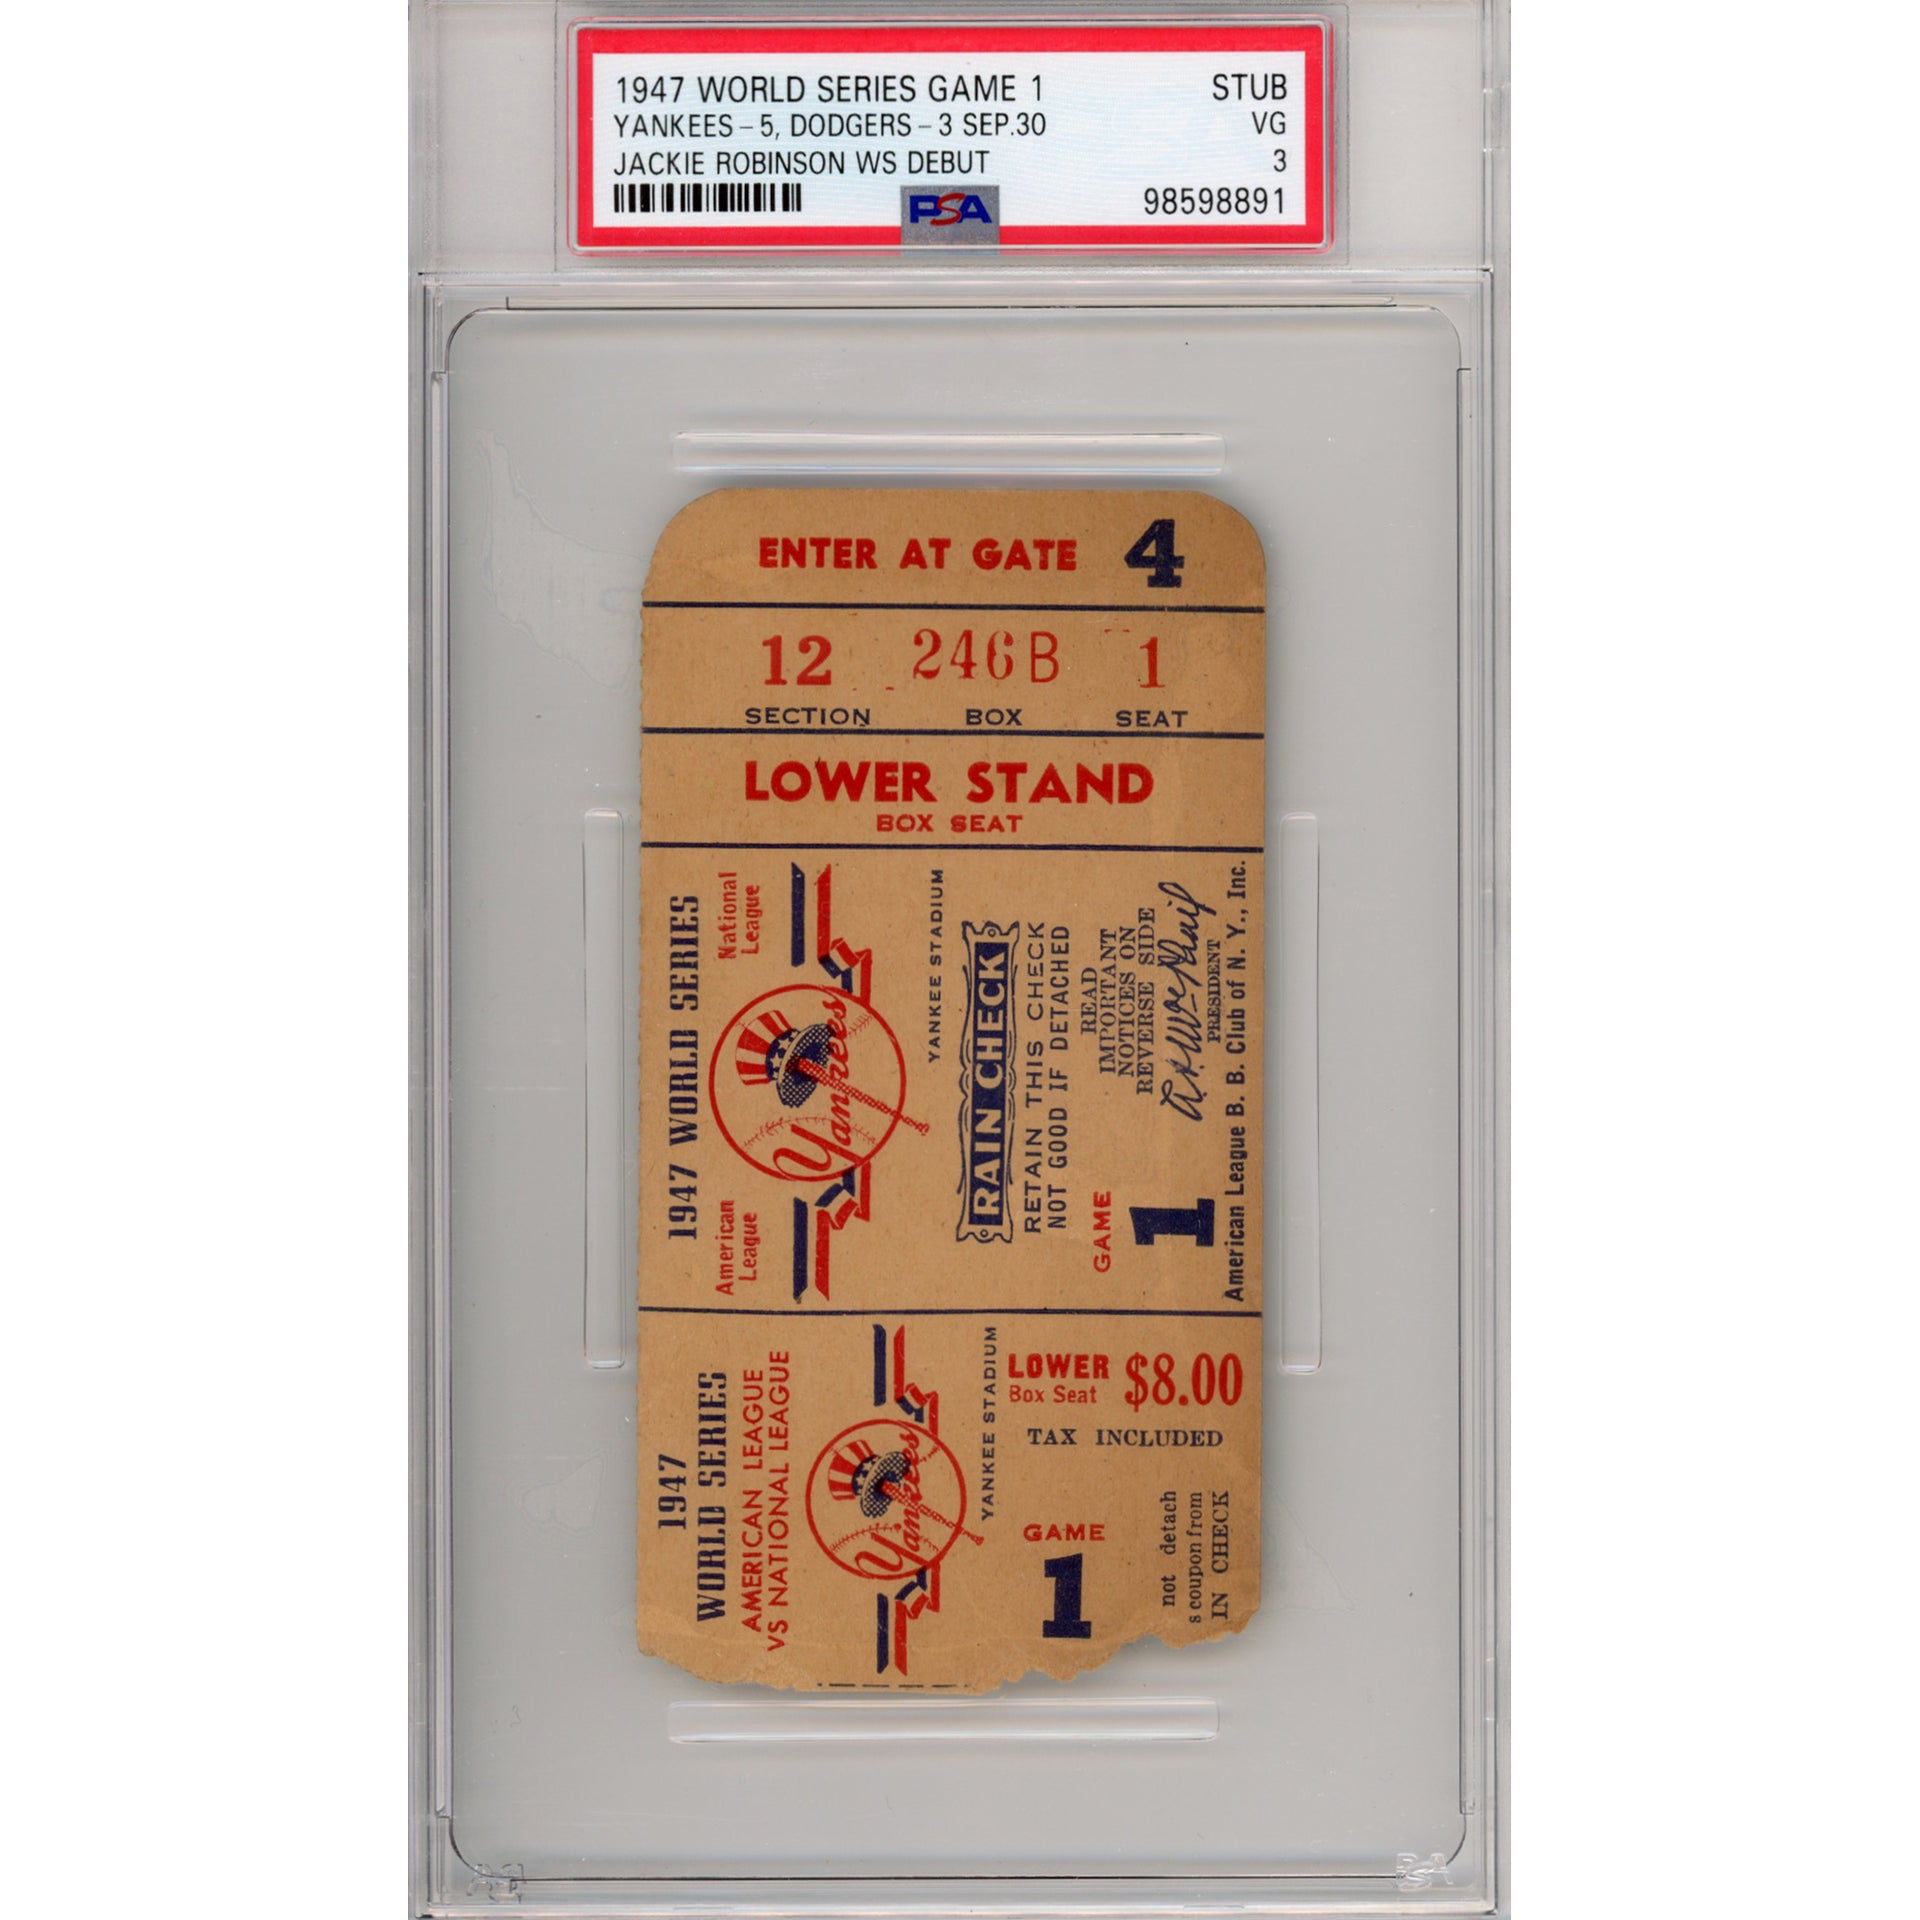 1947 WORLD SERIES GAME 1 STUB
YANKEES - 5, DODGERS - 3 SEP.30 VG
JACKIE ROBINSON WS DEBUT 3
PSA 98598891
ENTER AT GATE 4
12 246B 1
SECTION BOX SEAT
LOWER STAND
BOX SEAT
1947 WORLD SERIES
American League
National League
Yankees
YANKEE STADIUM
RAIN CHECK
RETAIN THIS CHECK
NOT GOOD IF DETACHED
READ
IMPORTANT
NOTICES ON
REVERSE SIDE
GAME
1
PRESIDENT
American League B. B. Club of N. Y., Inc.
1947
WORLD SERIES
AMERICAN LEAGUE
VS NATIONAL LEAGUE
Yankees
YANKEE STADIUM
LOWER
Box Seat
$8.00
TAX INCLUDED
GAME
1
not detach
s coupon from
IN CHECK
PSA